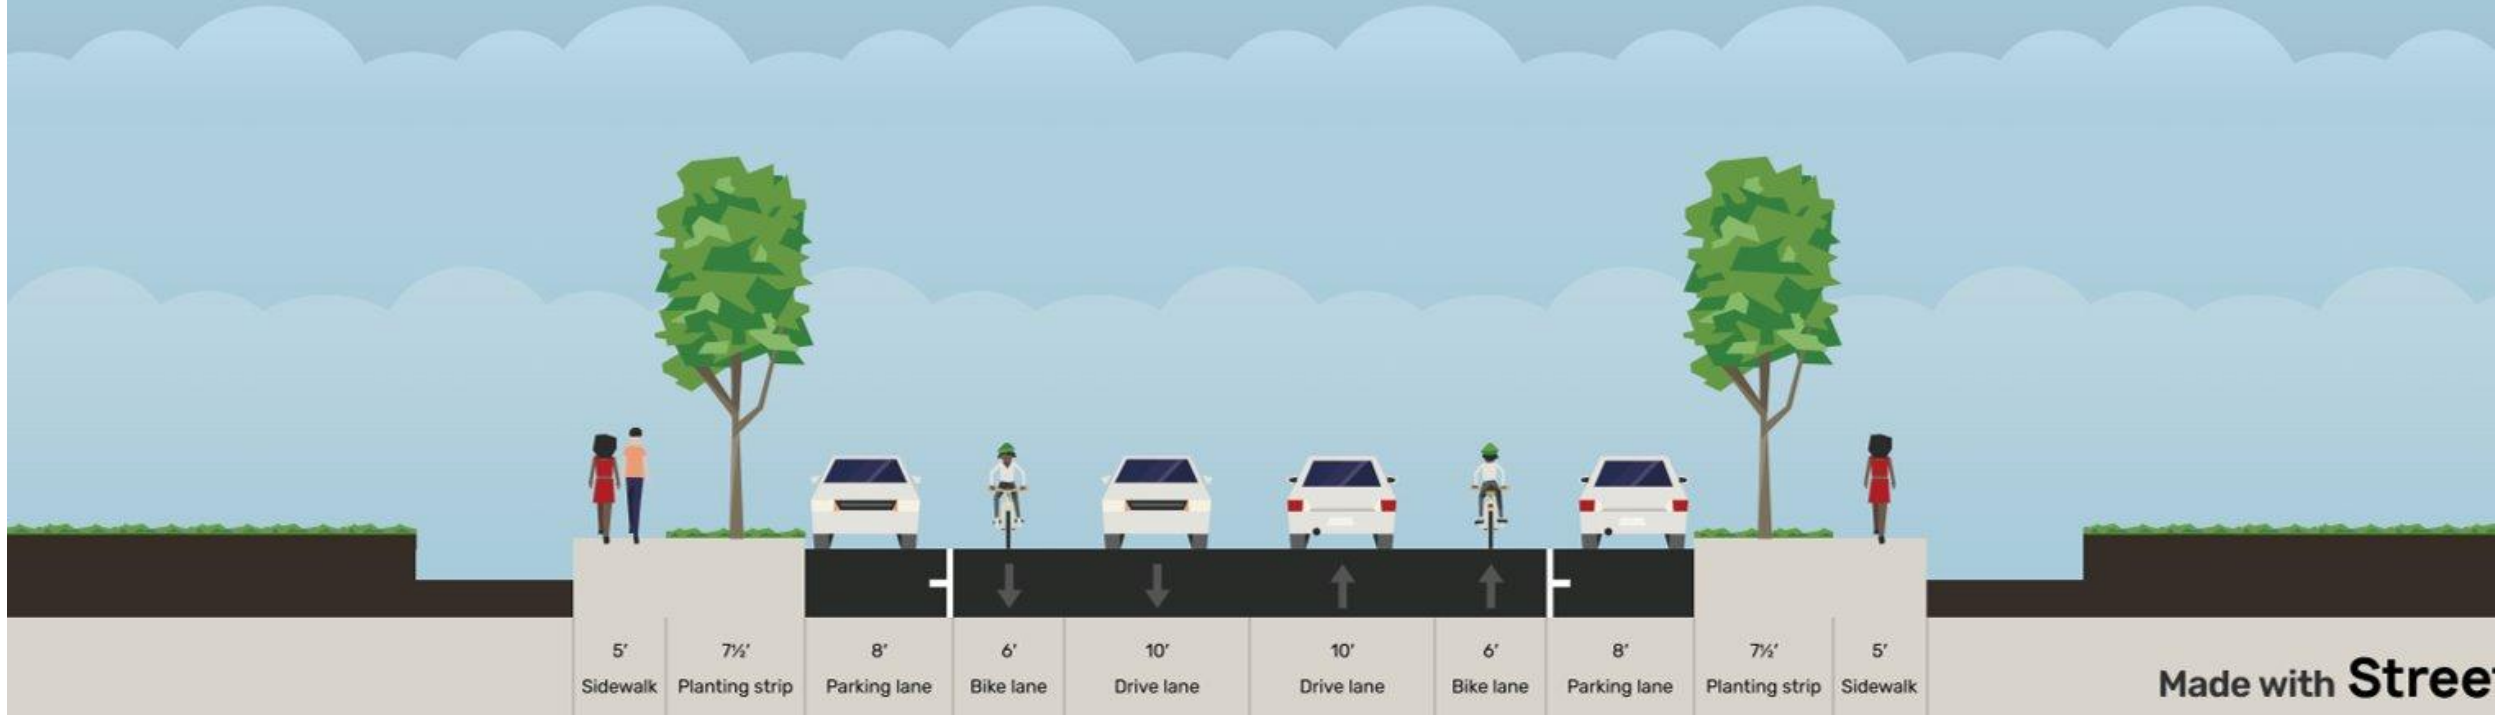 5′ 7½′ 8′ 6′ 10′ 10′ 6′ 8′ 7½′ 5′
Sidewalk Planting strip Parking lane Bike lane Drive lane Drive lane Bike lane Parking lane Planting strip Sidewalk
Made with Stree